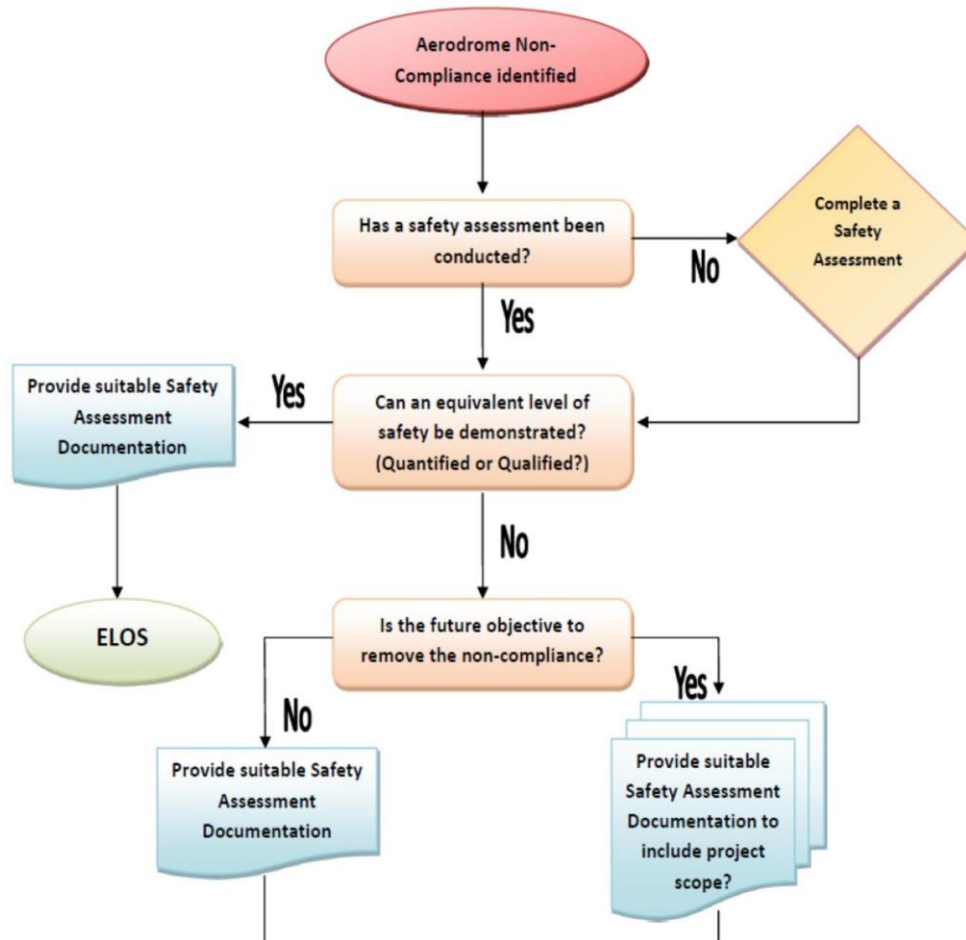 Aerodrome Non-
Compliance identified
Has a safety assessment been
conducted?
No
Complete a
Safety
Assessment
Yes
Provide suitable Safety
Assessment
Documentation
Yes
Can an equivalent level of
safety be demonstrated?
(Quantified or Qualified?)
No
ELOS
Is the future objective to
remove the non-compliance?
No
Yes
Provide suitable Safety
Assessment
Documentation
Provide suitable
Safety Assessment
Documentation to
include project
scope?